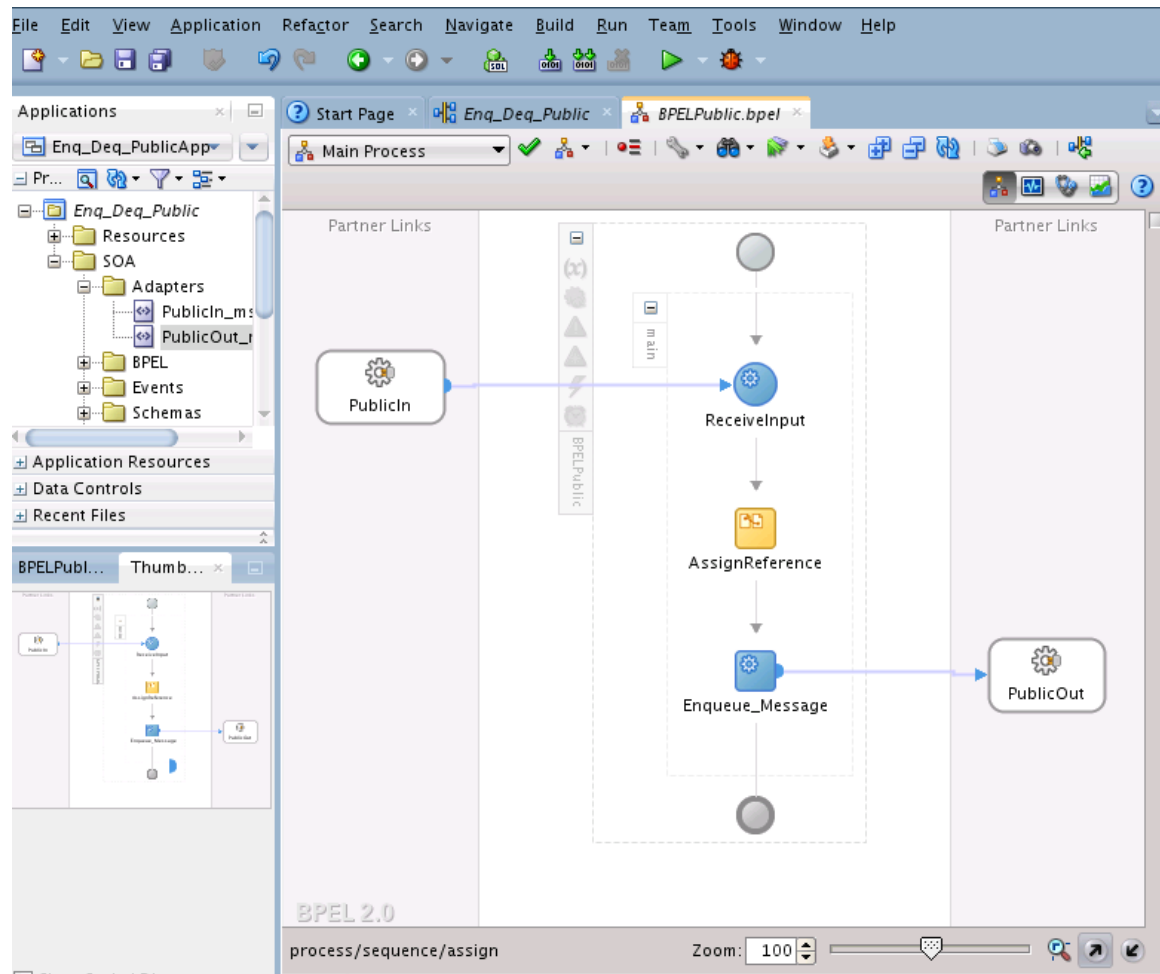 File Edit View Application Refactor Search Navigate Build Run Team Tools Window Help
Applications
Start Page
Enq_Deq_Public
BPELPublic.bpel
Enq_Deq_PublicApp
Main Process
Pr...
Enq_Deq_Public
Resources
SOA
Adapters
PublicIn_ms
PublicOut_r
BPEL
Events
Schemas
Application Resources
Data Controls
Recent Files
BPELPubl...
Thumb...
Partner Links
Partner Links
(x)
main
BPELPublic
PublicIn
ReceiveInput
AssignReference
Enqueue_Message
PublicOut
BPEL 2.0
process/sequence/assign
Zoom: 100